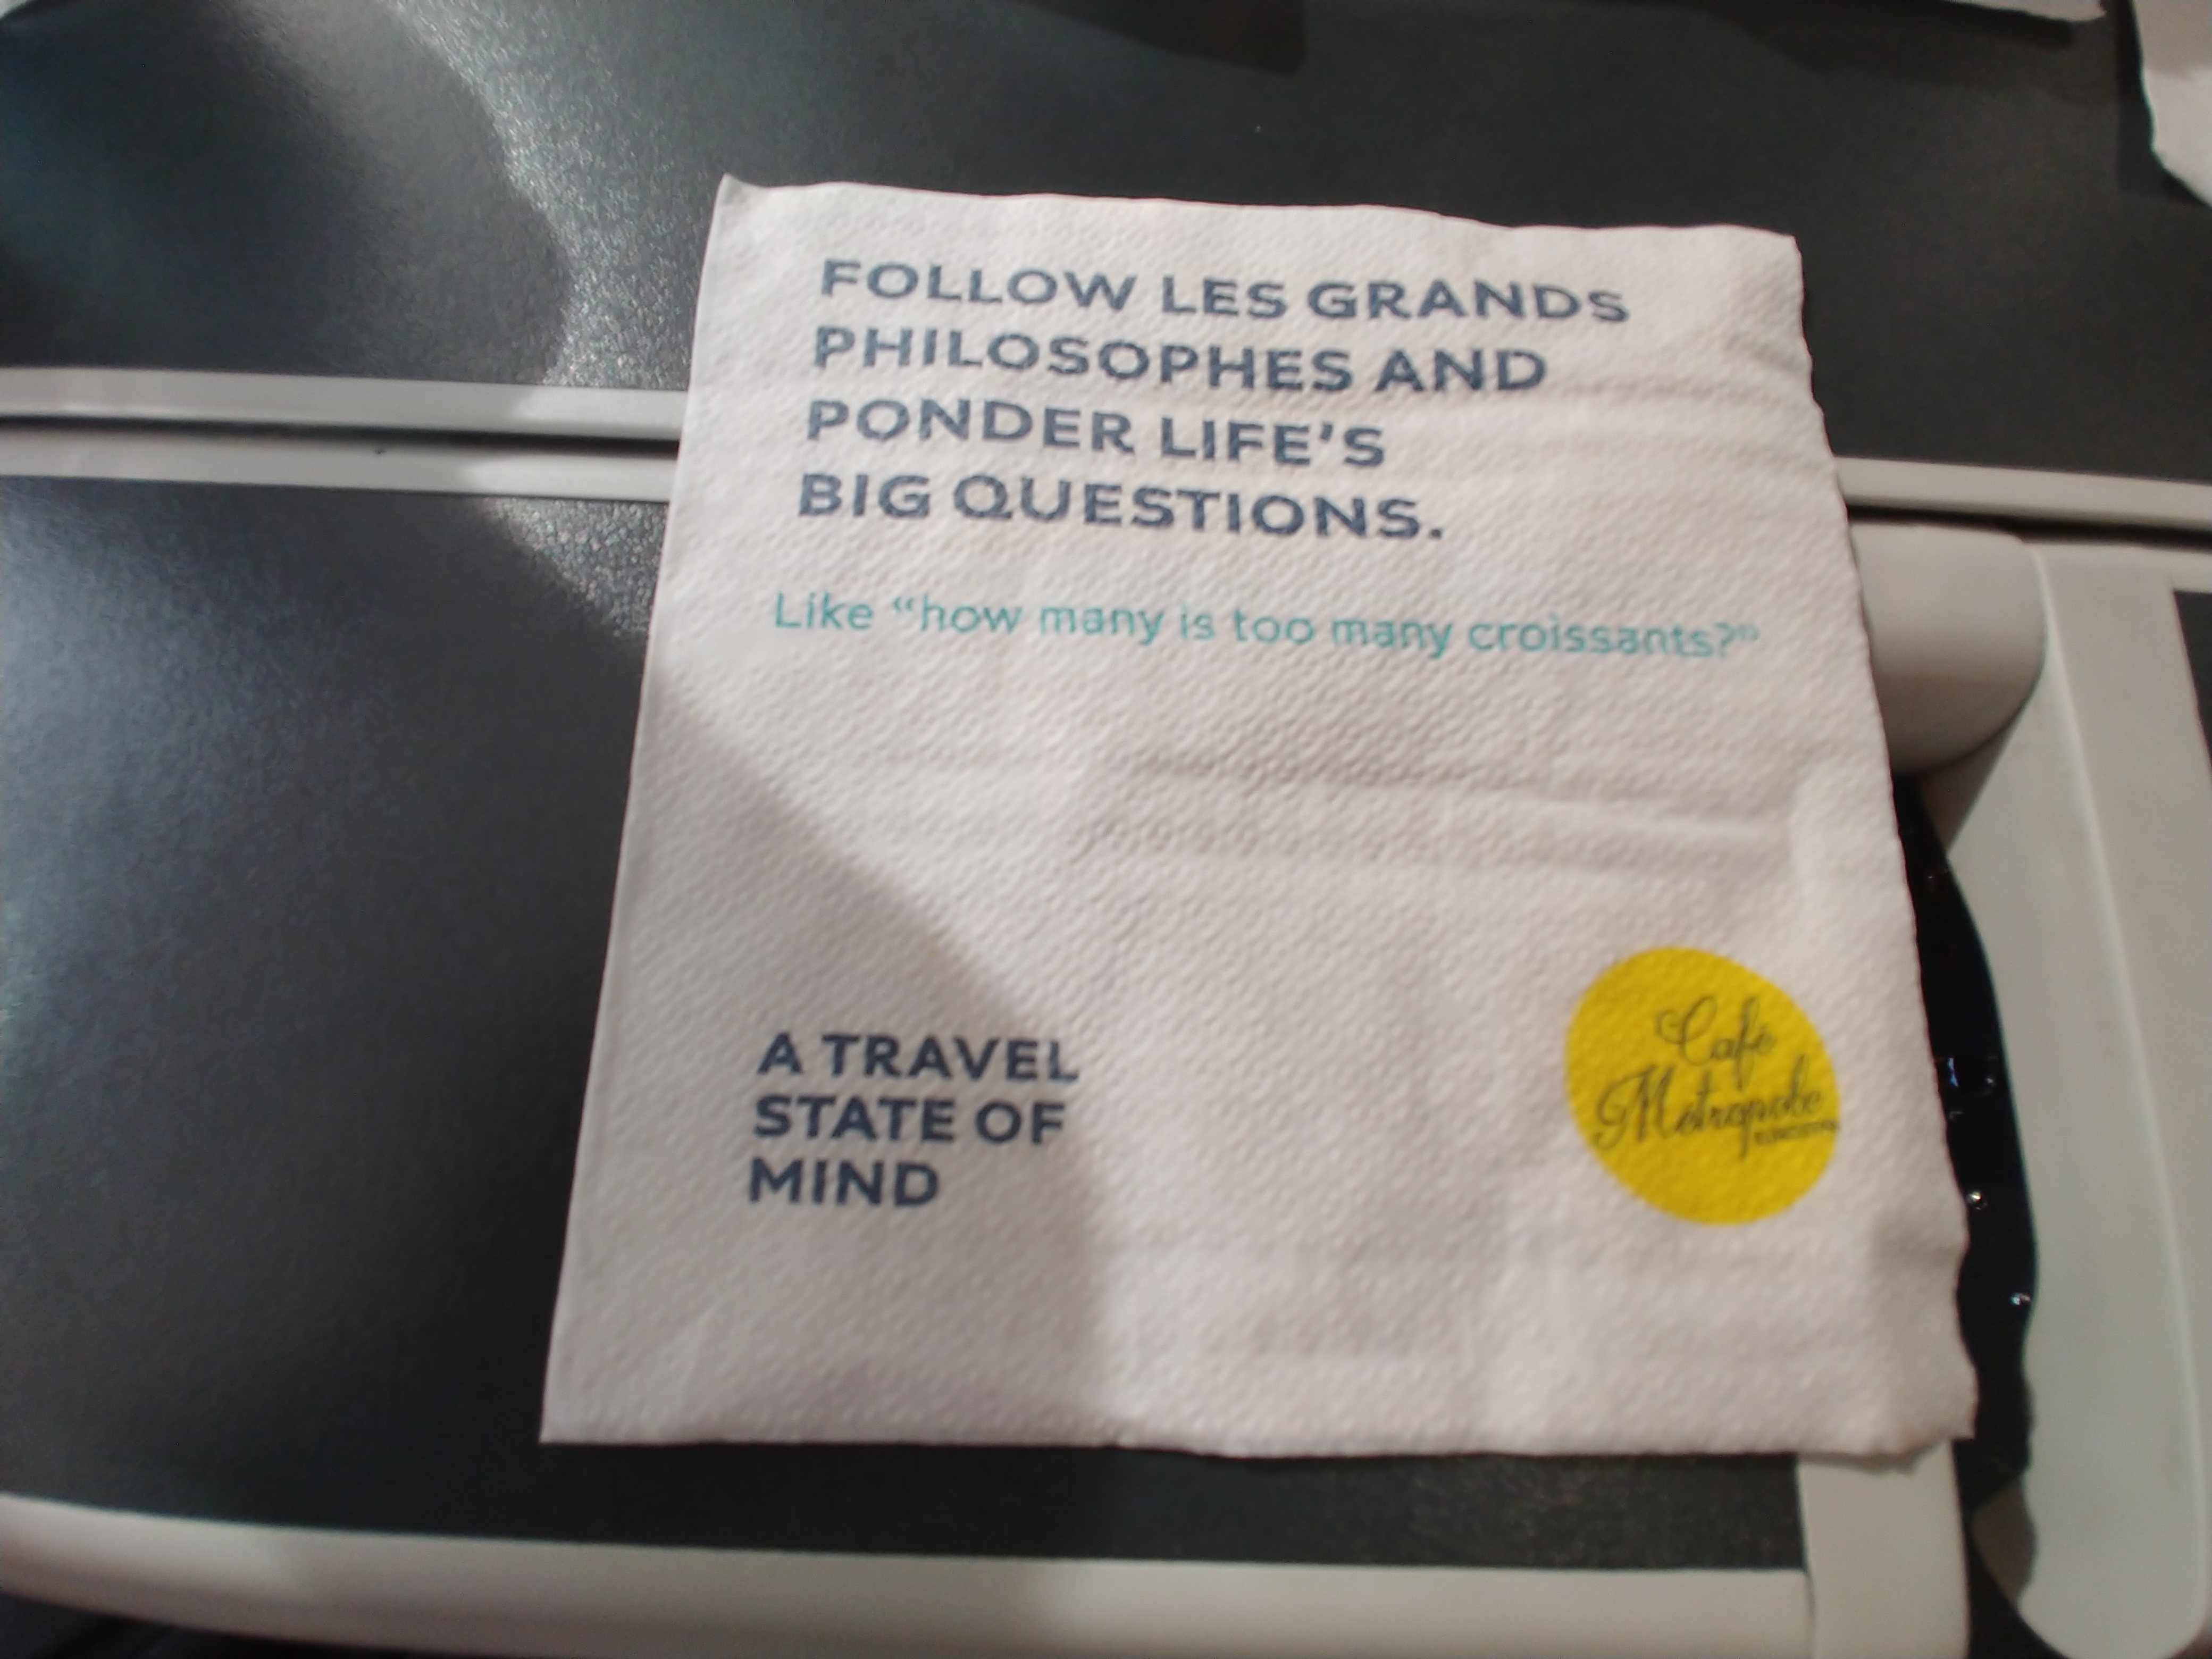 FOLLOW LES GRANDS
PHILOSOPHES AND
PONDER LIFE'S
BIG QUESTIONS.
Like “how many is too many croissants?”
A TRAVEL
STATE OF
MIND
Café
Métropole